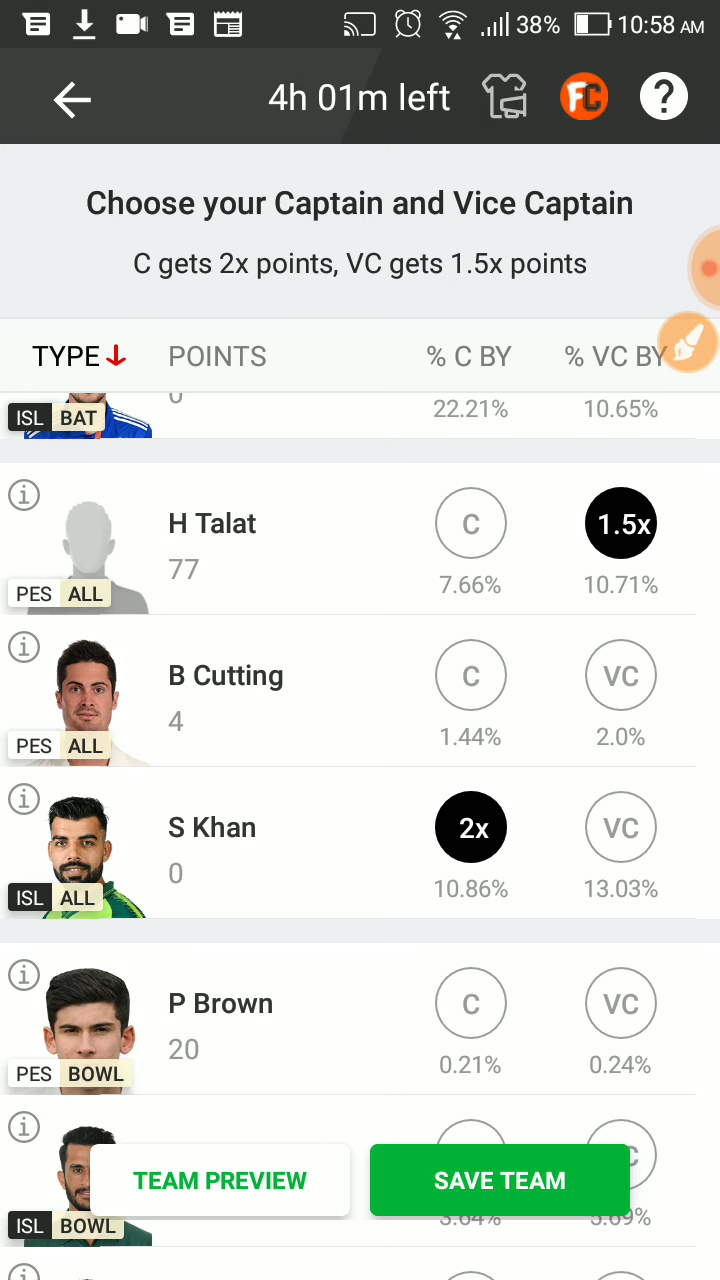 38% 10:58 AM
4h 01m left FC ?
Choose your Captain and Vice Captain
C gets 2x points, VC gets 1.5x points
TYPE POINTS % C BY % VC BY
0 22.21% 10.65%
ISL BAT
H Talat C 1.5x
77 7.66% 10.71%
PES ALL
B Cutting C VC
4 1.44% 2.0%
PES ALL
S Khan 2x VC
0 10.86% 13.03%
ISL ALL
P Brown C VC
20 0.21% 0.24%
PES BOWL
TEAM PREVIEW SAVE TEAM
3.64% 5.69%
ISL BOWL